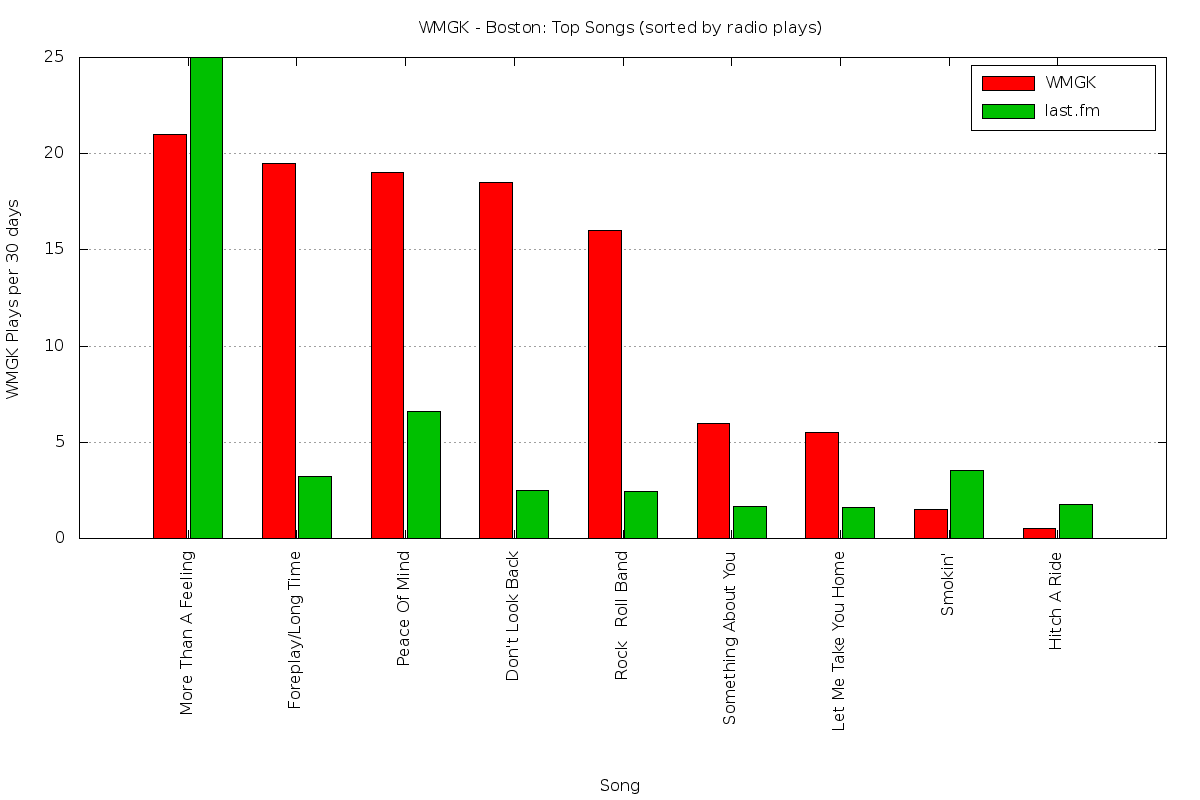 WMGK - Boston: Top Songs (sorted by radio plays)
WMGK
last.fm
WMGK Plays per 30 days
25
20
15
10
5
0
More Than A Feeling
Foreplay/Long Time
Peace Of Mind
Don't Look Back
Rock  Roll Band
Something About You
Let Me Take You Home
Smokin'
Hitch A Ride
Song